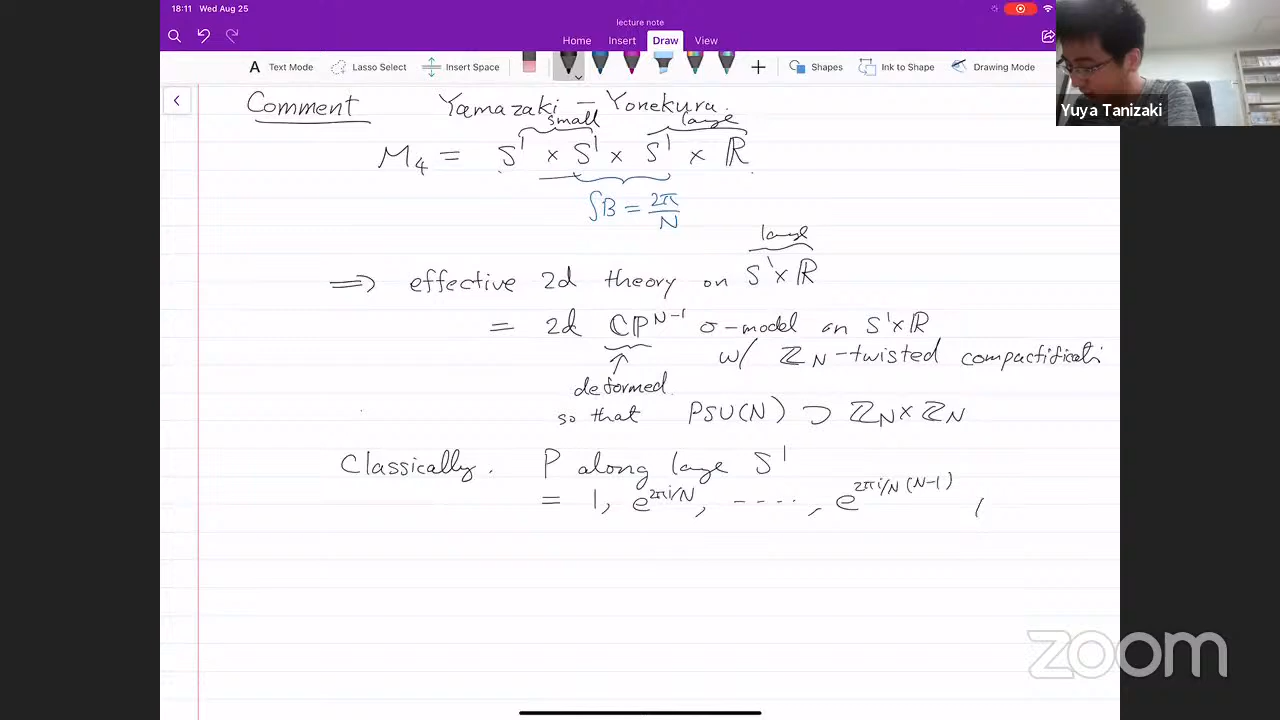 18:11 Wed Aug 25
lecture note
Home Insert Draw View
Text Mode Lasso Select Insert Space Shapes Ink to Shape Drawing Mode
Yuya Tanizaki
Comment Yamazaki – Yonekura.
small large
M₄ = S¹ × S¹ × S¹ × ℝ
∫B = 2π/N
large
⟹ effective 2d theory on S¹×ℝ
= 2d ℂℙᴺ⁻¹ σ-model on S¹×ℝ
w/ ℤ_N-twisted compactificati
deformed.
so that PSU(N) ⊃ ℤ_N × ℤ_N
Classically. P along large S¹
= 1, e^{2πi/N}, ‐‐‐‐, e^{2πi/N (N-1)}, (
zoom